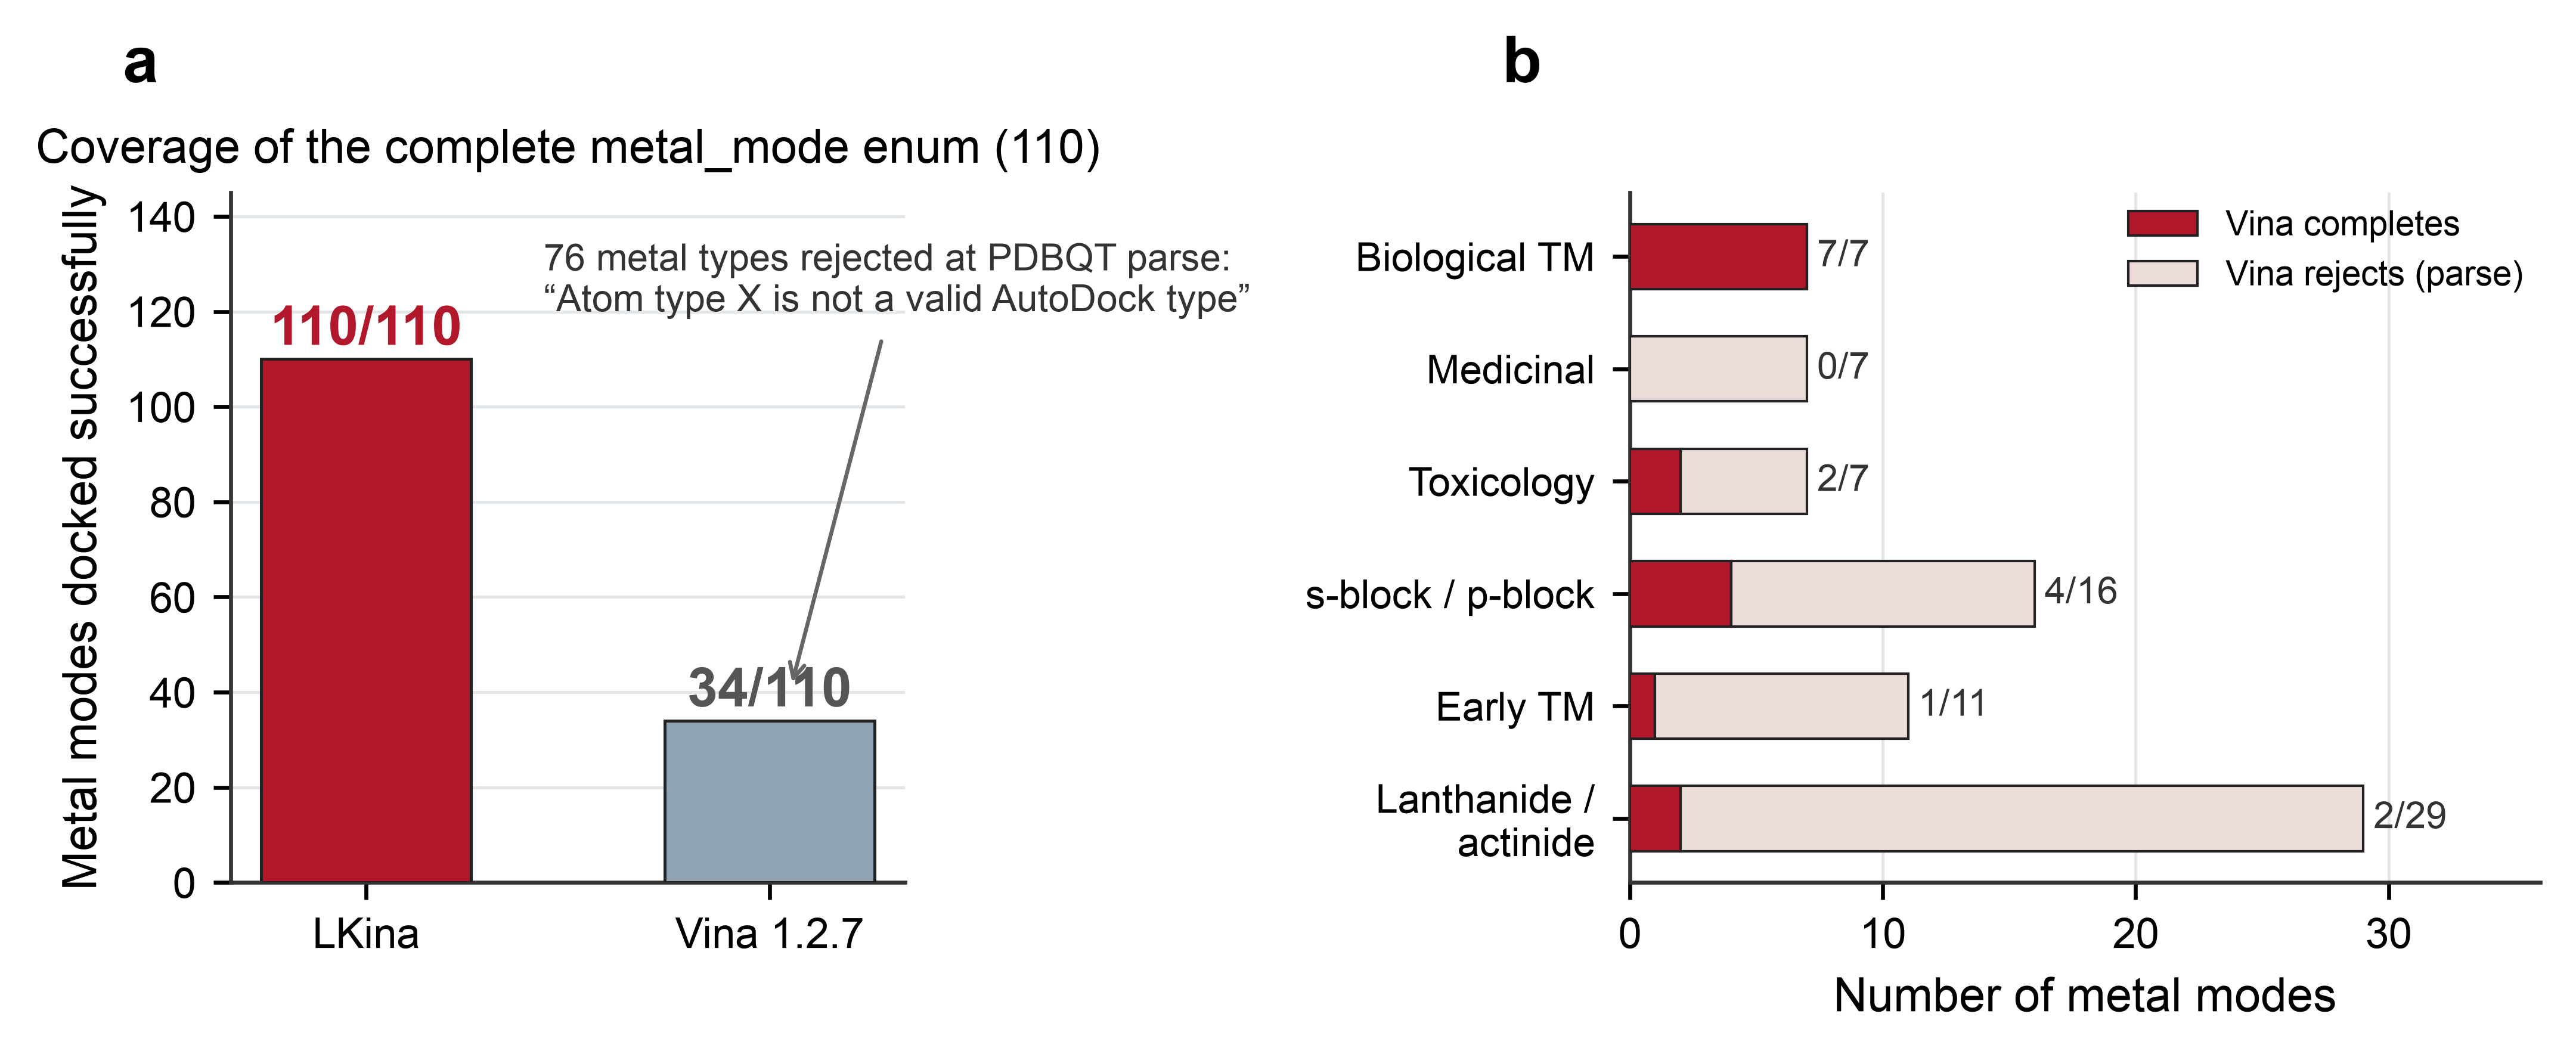 a
Coverage of the complete metal_mode enum (110)
Metal modes docked successfully
140
120
100
80
60
40
20
0
76 metal types rejected at PDBQT parse:
“Atom type X is not a valid AutoDock type”
110/110
34/110
LKina
Vina 1.2.7
b
Vina completes
Vina rejects (parse)
Biological TM
7/7
Medicinal
0/7
Toxicology
2/7
s-block / p-block
4/16
Early TM
1/11
Lanthanide /
actinide
2/29
0
10
20
30
Number of metal modes